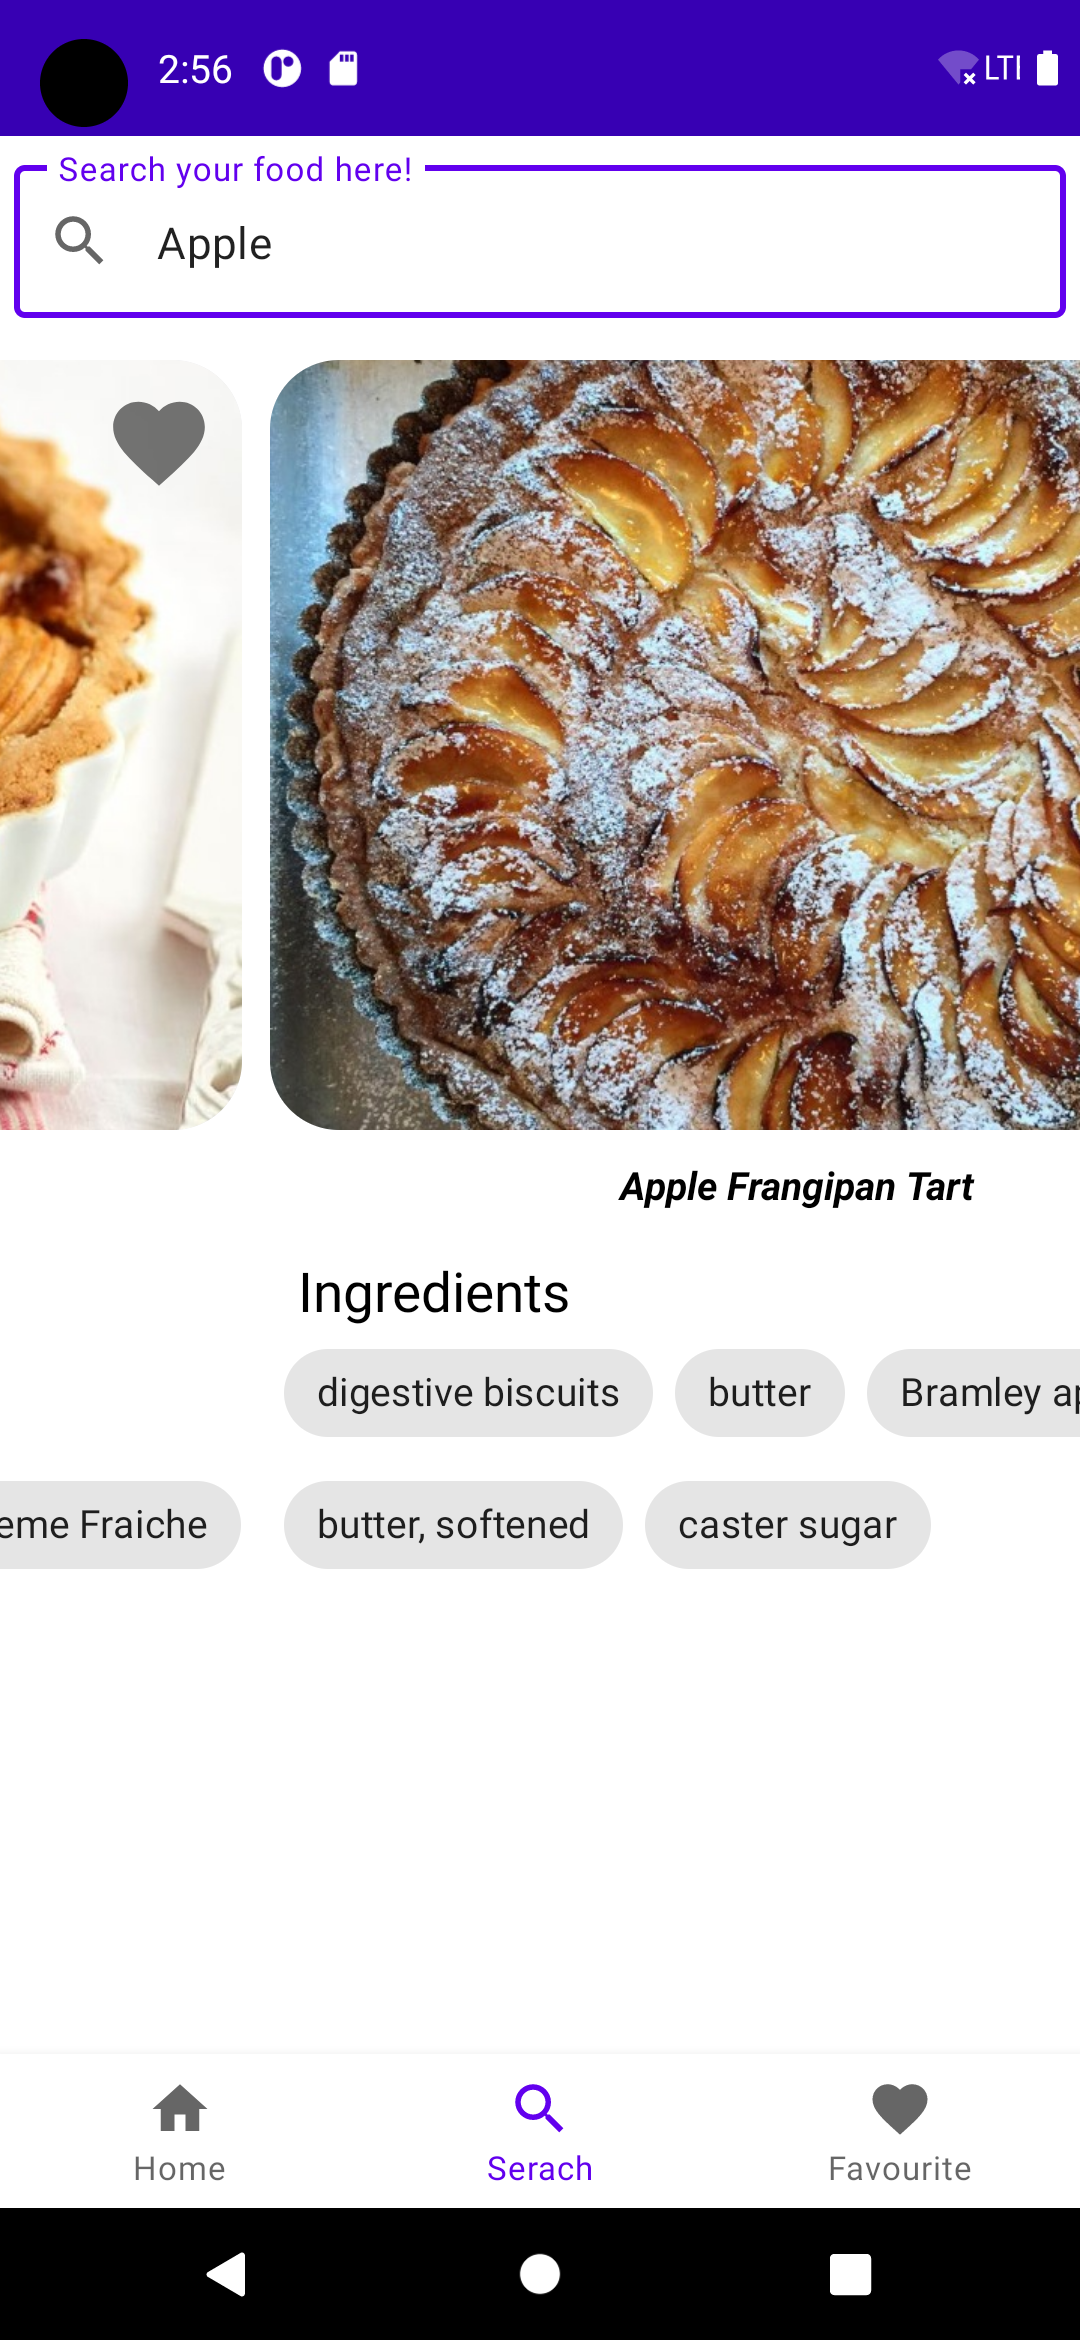 2:56 LTI
Search your food here!
Apple
Apple Frangipan Tart
Ingredients
digestive biscuits butter Bramley ap
eme Fraiche butter, softened caster sugar
Home Serach Favourite